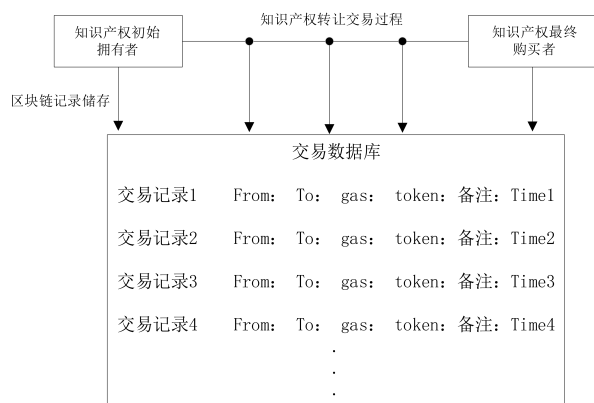 知识产权转让交易过程
知识产权初始
拥有者
知识产权最终
购买者
区块链记录储存
交易数据库
交易记录1 From： To： gas： token：备注：Time1
交易记录2 From： To： gas： token：备注：Time2
交易记录3 From： To： gas： token：备注：Time3
交易记录4 From： To： gas： token：备注：Time4